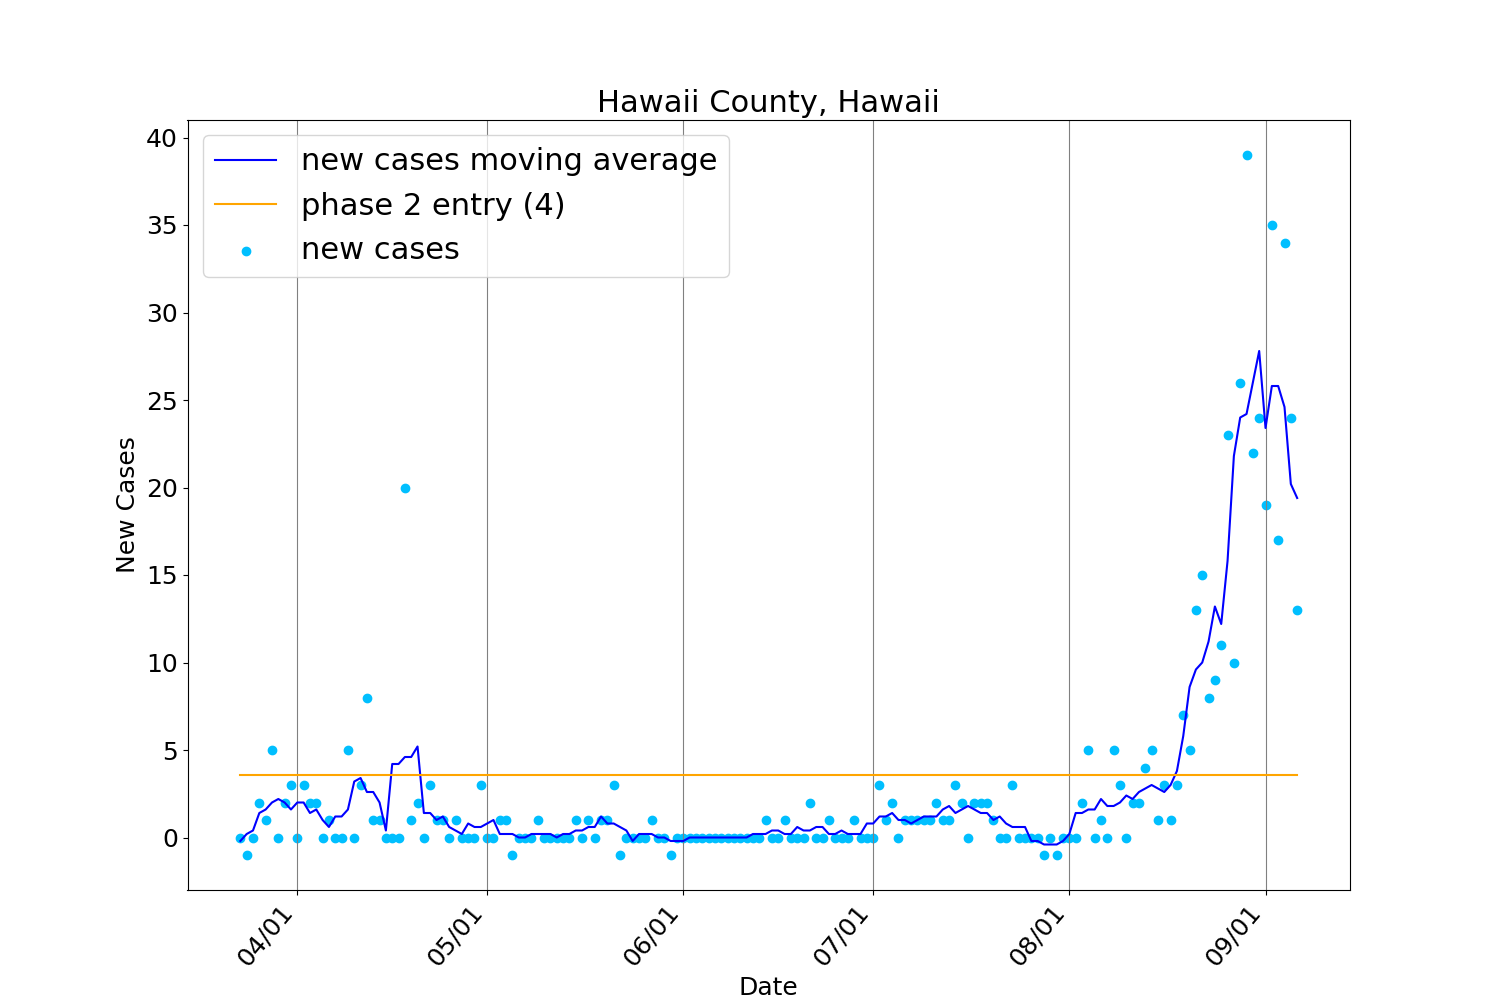 Hawaii County, Hawaii
new cases moving average
phase 2 entry (4)
new cases
40
35
30
25
20
15
10
5
0
New Cases
04/01
05/01
06/01
07/01
08/01
09/01
Date